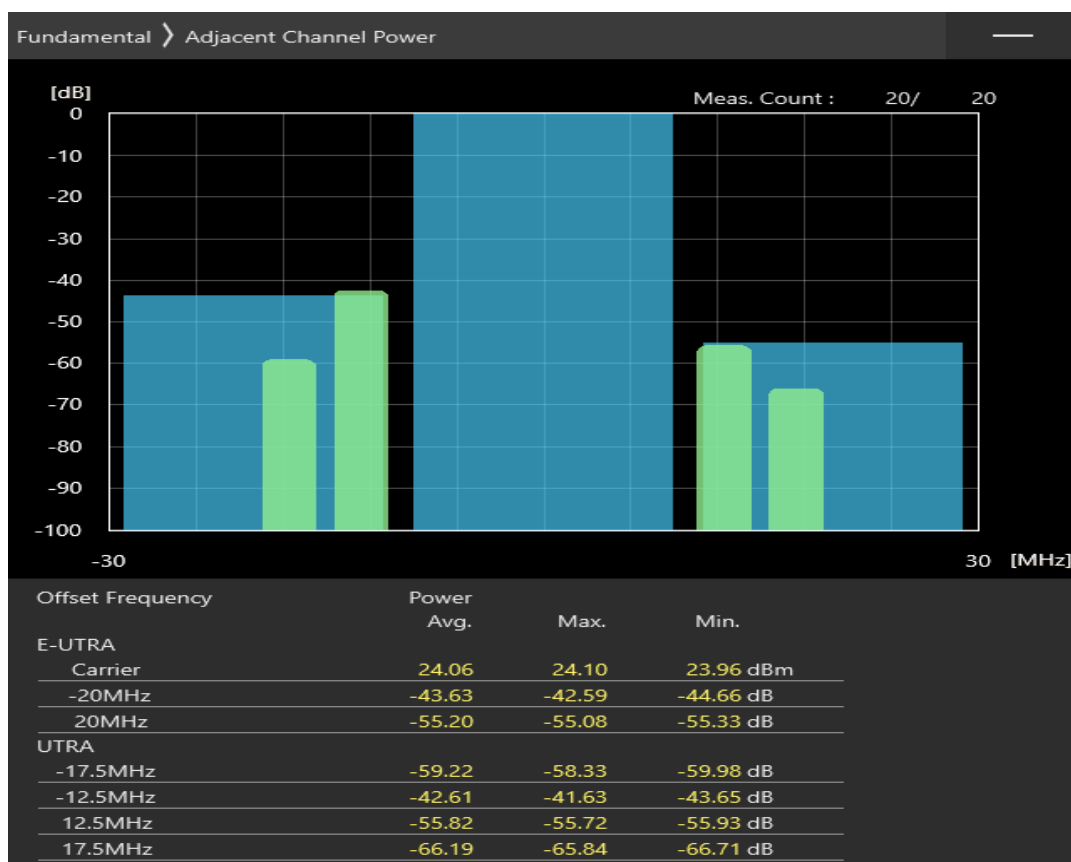 Fundamental 〉 Adjacent Channel Power
[dB]
Meas. Count : 20/ 20
0
-10
-20
-30
-40
-50
-60
-70
-80
-90
-100
-30 30 [MHz]
Offset Frequency Power
Avg. Max. Min.
E-UTRA
Carrier 24.06 24.10 23.96 dBm
-20MHz -43.63 -42.59 -44.66 dB
20MHz -55.20 -55.08 -55.33 dB
UTRA
-17.5MHz -59.22 -58.33 -59.98 dB
-12.5MHz -42.61 -41.63 -43.65 dB
12.5MHz -55.82 -55.72 -55.93 dB
17.5MHz -66.19 -65.84 -66.71 dB